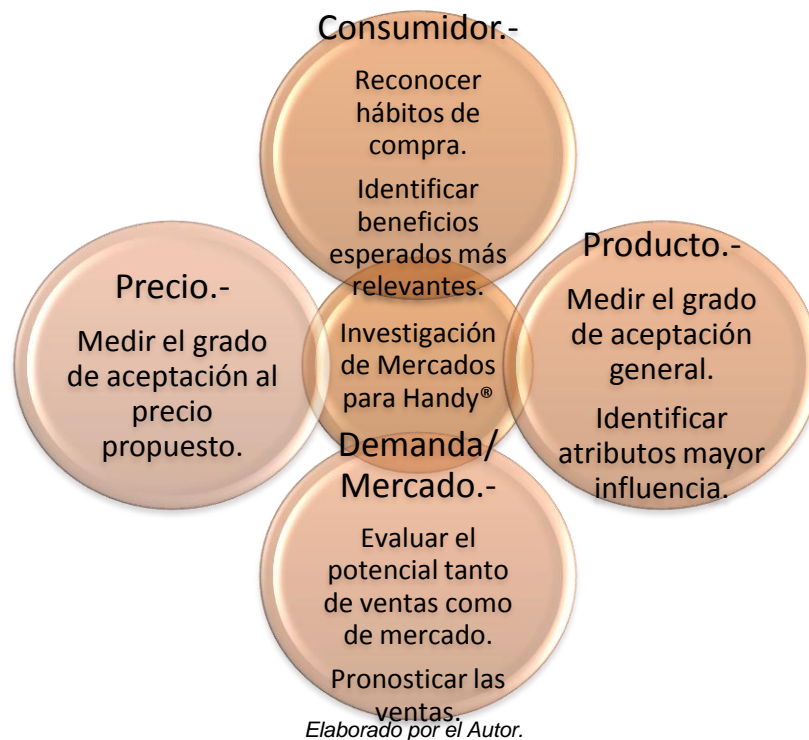 Consumidor.-
Reconocer
hábitos de
compra.
Identificar
beneficios
esperados más
relevantes.
Precio.-
Medir el grado
de aceptación al
precio
propuesto.
Investigación
de Mercados
para Handy®
Producto.-
Medir el grado
de aceptación
general.
Identificar
atributos mayor
influencia.
Demanda/
Mercado.-
Evaluar el
potencial tanto
de ventas como
de mercado.
Pronosticar las
ventas.
Elaborado por el Autor.